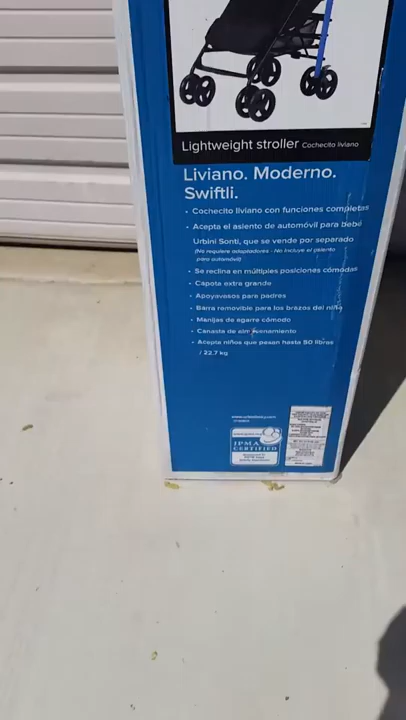 Lightweight stroller Cochecito liviano
Liviano. Moderno.
Swiftli.
• Cochecito liviano con funciones completas
• Acepta el asiento de automóvil para bebé
Urbini Sonti, que se vende por separado
(No requiere adaptadores - No incluye el asiento
para automóvil)
• Se reclina en múltiples posiciones cómodas
• Capota extra grande
• Apoyavasos para padres
• Barra removible para los brazos del niño
• Manijas de agarre cómodo
• Canasta de almacenamiento
• Acepta niños que pesan hasta 50 libras
/ 22,7 kg
JPMA
CERTIFIED